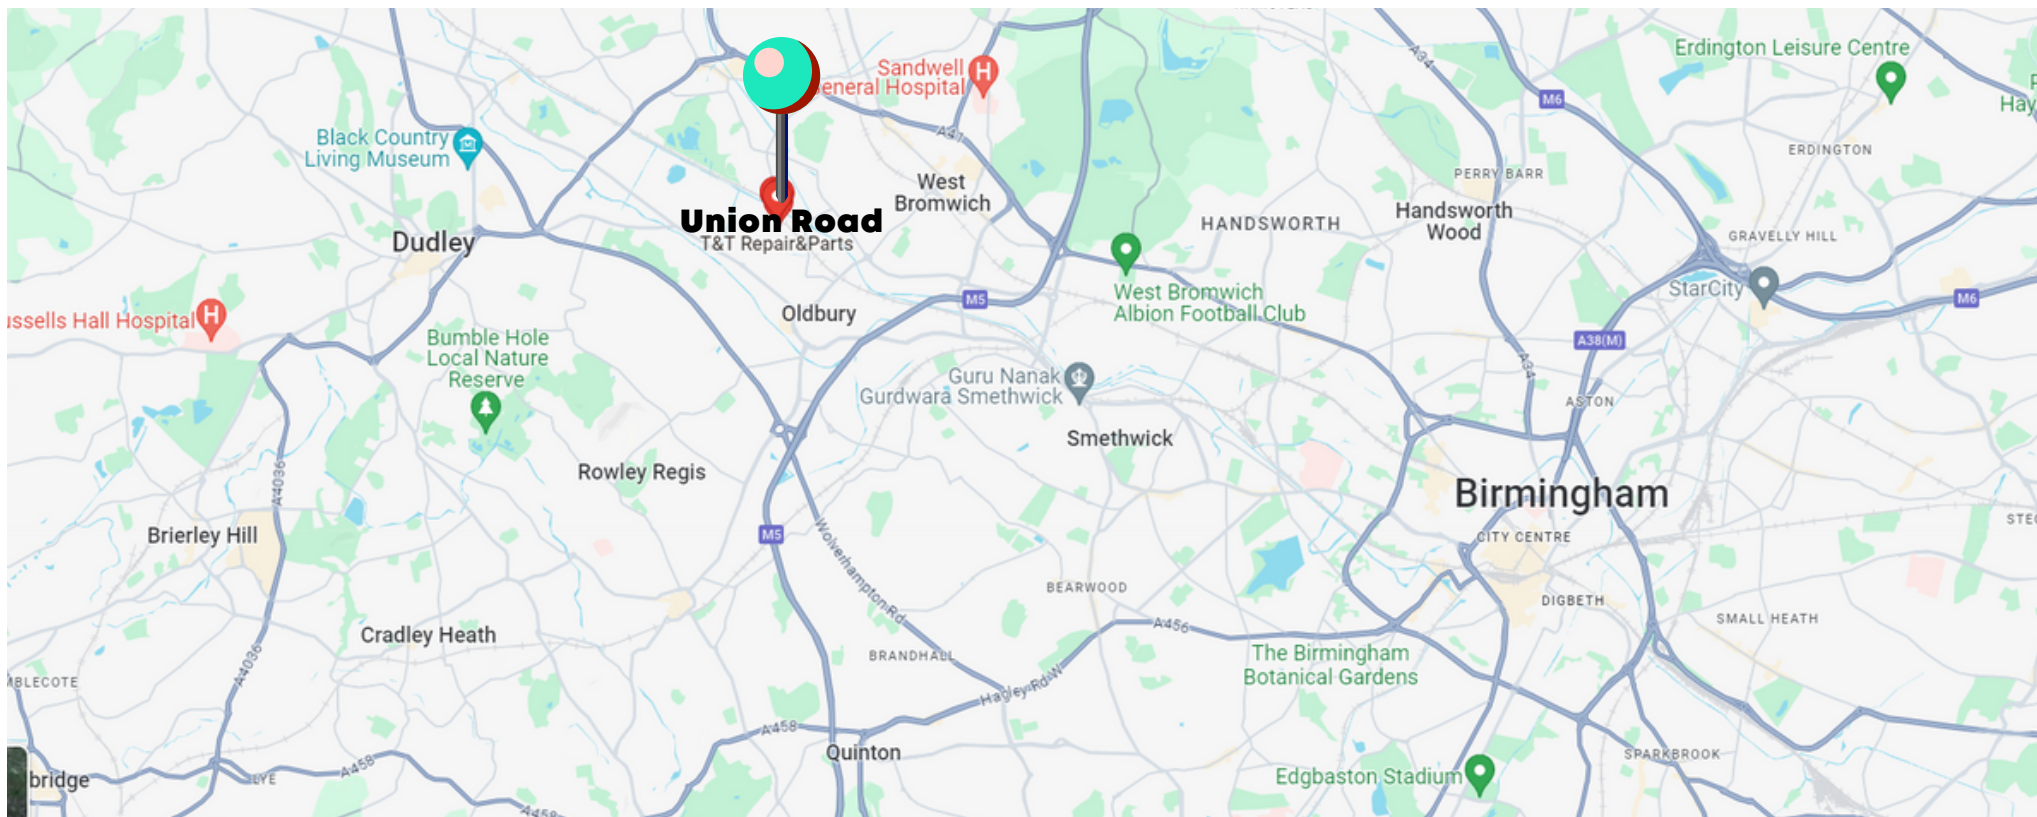 Erdington Leisure Centre
A34
Sandwell
General Hospital
H
M6
Black Country
Living Museum
A41
ERDINGTON
PERRY BARR
West
Bromwich
Union Road
T&T Repair&Parts
HANDSWORTH
Handsworth
Wood
Dudley
GRAVELLY HILL
StarCity
M6
M5
West Bromwich
Albion Football Club
Oldbury
ussells Hall Hospital
H
Bumble Hole
Local Nature
Reserve
A38(M)
A34
Guru Nanak
Gurdwara Smethwick
ASTON
Smethwick
Rowley Regis
A4036
Birmingham
Brierley Hill
M5
Wolverhampton Rd
CITY CENTRE
BEARWOOD
DIGBETH
SMALL HEATH
A456
Cradley Heath
BRANDHALL
The Birmingham
Botanical Gardens
A4036
MBLECOTE
Hagley Rd W
A458
Quinton
SPARKBROOK
Edgbaston Stadium
bridge
LYE
A458
A458